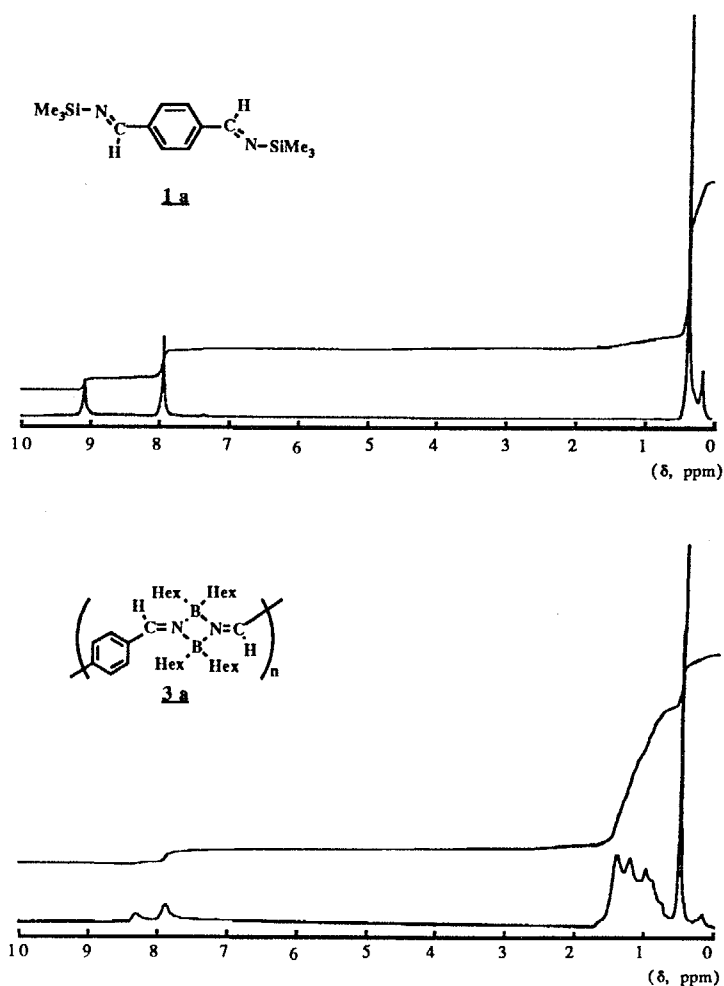 H
Me₃Si–N
C
C
H
N–SiMe₃
1 a
10 9 8 7 6 5 4 3 2 1 0
(δ, ppm)
Hex Hex
H B
C=N N=C
B H
Hex Hex
n
3 a
10 9 8 7 6 5 4 3 2 1 0
(δ, ppm)